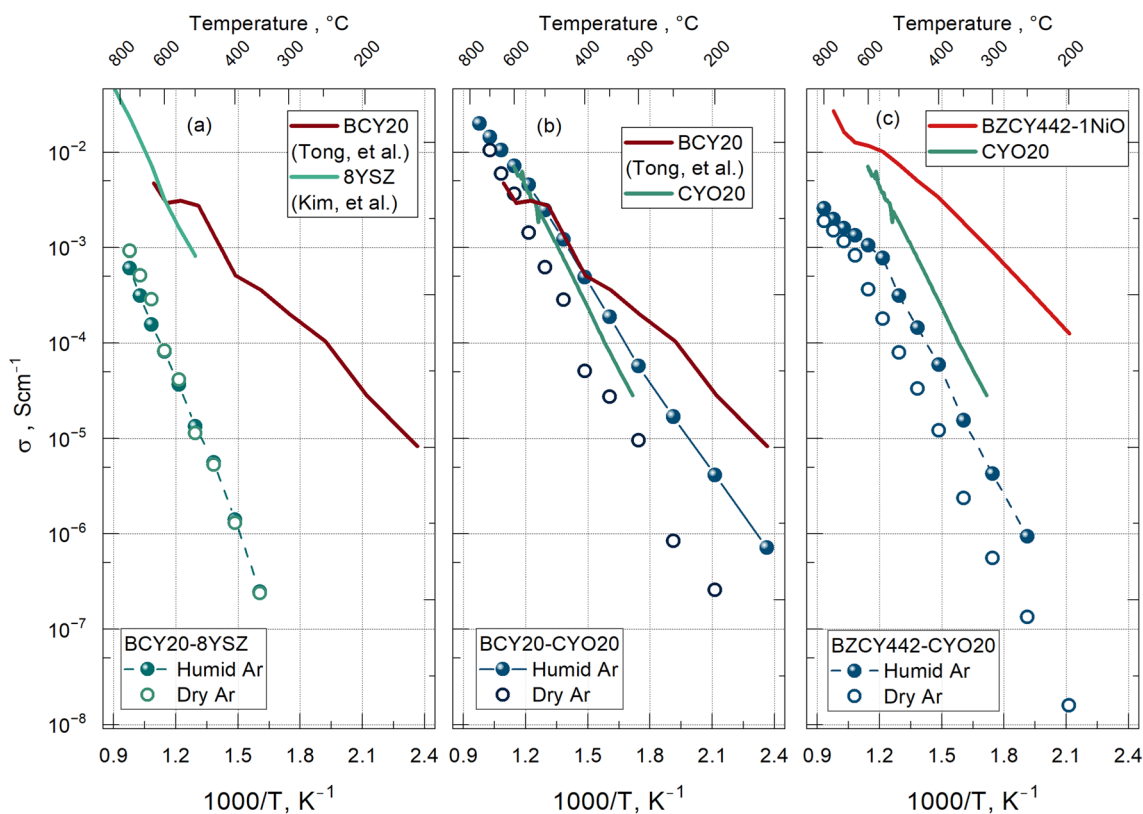 Temperature , °C
Temperature , °C
Temperature , °C
800
600
400
200
800
600
400
300
200
800
600
400
300
200
(a)
BCY20
(Tong, et al.)
8YSZ
(Kim, et al.)
(b)
BCY20
(Tong, et al.)
CYO20
(c)
BZCY442-1NiO
CYO20
10⁻²
10⁻³
10⁻⁴
10⁻⁵
10⁻⁶
10⁻⁷
10⁻⁸
σ , Scm⁻¹
BCY20-8YSZ
Humid Ar
Dry Ar
BCY20-CYO20
Humid Ar
Dry Ar
BZCY442-CYO20
Humid Ar
Dry Ar
0.9 1.2 1.5 1.8 2.1 2.4
0.9 1.2 1.5 1.8 2.1 2.4
0.9 1.2 1.5 1.8 2.1 2.4
1000/T, K⁻¹
1000/T, K⁻¹
1000/T, K⁻¹